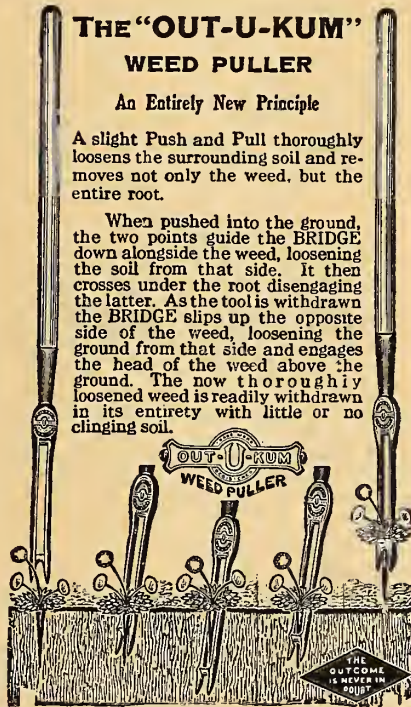 THE "OUT-U-KUM"
WEED PULLER
An Entirely New Principle
A slight Push and Pull thoroughly
loosens the surrounding soil and re-
moves not only the weed, but the
entire root.
When pushed into the ground,
the two points guide the BRIDGE
down alongside the weed, loosening
the soil from that side. It then
crosses under the root disengaging
the latter. As the tool is withdrawn
the BRIDGE slips up the opposite
side of the weed, loosening the
ground from that side and engages
the head of the weed above the
ground. The now thoroughly
loosened weed is readily withdrawn
in its entirety with little or no
clinging soil.
OUT-U-KUM
WEED PULLER
THE
OUTCOME
IS NEVER IN
DOUBT